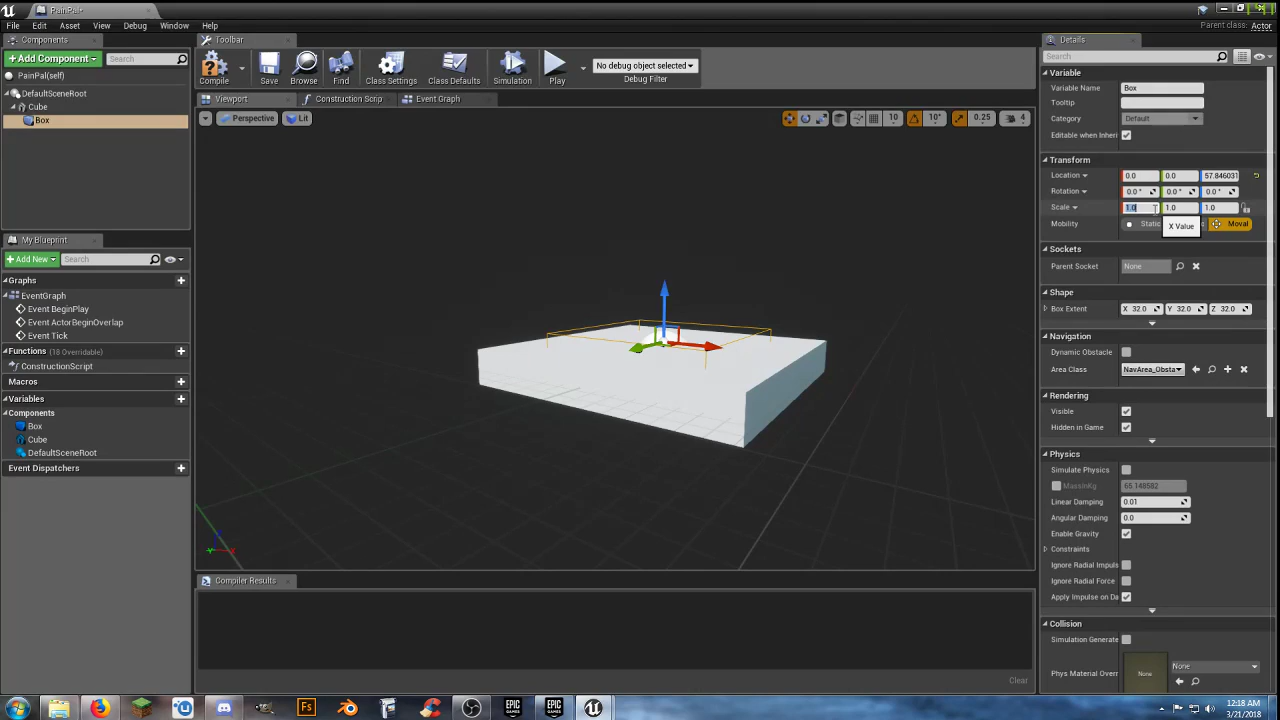 PainPal*
File Edit Asset View Debug Window Help
Parent class: Actor
Components
+Add Component Search
PainPal(self)
DefaultSceneRoot
Cube
Box
Toolbar
Compile Save Browse Find Class Settings Class Defaults Simulation Play
No debug object selected
Debug Filter
Viewport Construction Scrip Event Graph
Perspective Lit
10 10° 0.25 4
My Blueprint
+Add New Search
Graphs
EventGraph
Event BeginPlay
Event ActorBeginOverlap
Event Tick
Functions (18 Overridable)
ConstructionScript
Macros
Variables
Components
Box
Cube
DefaultSceneRoot
Event Dispatchers
Compiler Results
Clear
Details
Search
Variable
Variable Name Box
Tooltip
Category Default
Editable when Inheri
Transform
Location 0.0 0.0 57.846031
Rotation 0.0 ° 0.0 ° 0.0 °
Scale 1.0 1.0 1.0
Mobility Static Moval
X Value
Sockets
Parent Socket None
Shape
Box Extent X 32.0 Y 32.0 Z 32.0
Navigation
Dynamic Obstacle
Area Class NavArea_Obsta
Rendering
Visible
Hidden in Game
Physics
Simulate Physics
MassInKg 65.148582
Linear Damping 0.01
Angular Damping 0.0
Enable Gravity
Constraints
Ignore Radial Impuls
Ignore Radial Force
Apply Impulse on Da
Collision
Simulation Generate
Phys Material Overr None None
Fs
EPIC GAMES
EPIC GAMES
12:18 AM
3/21/2018